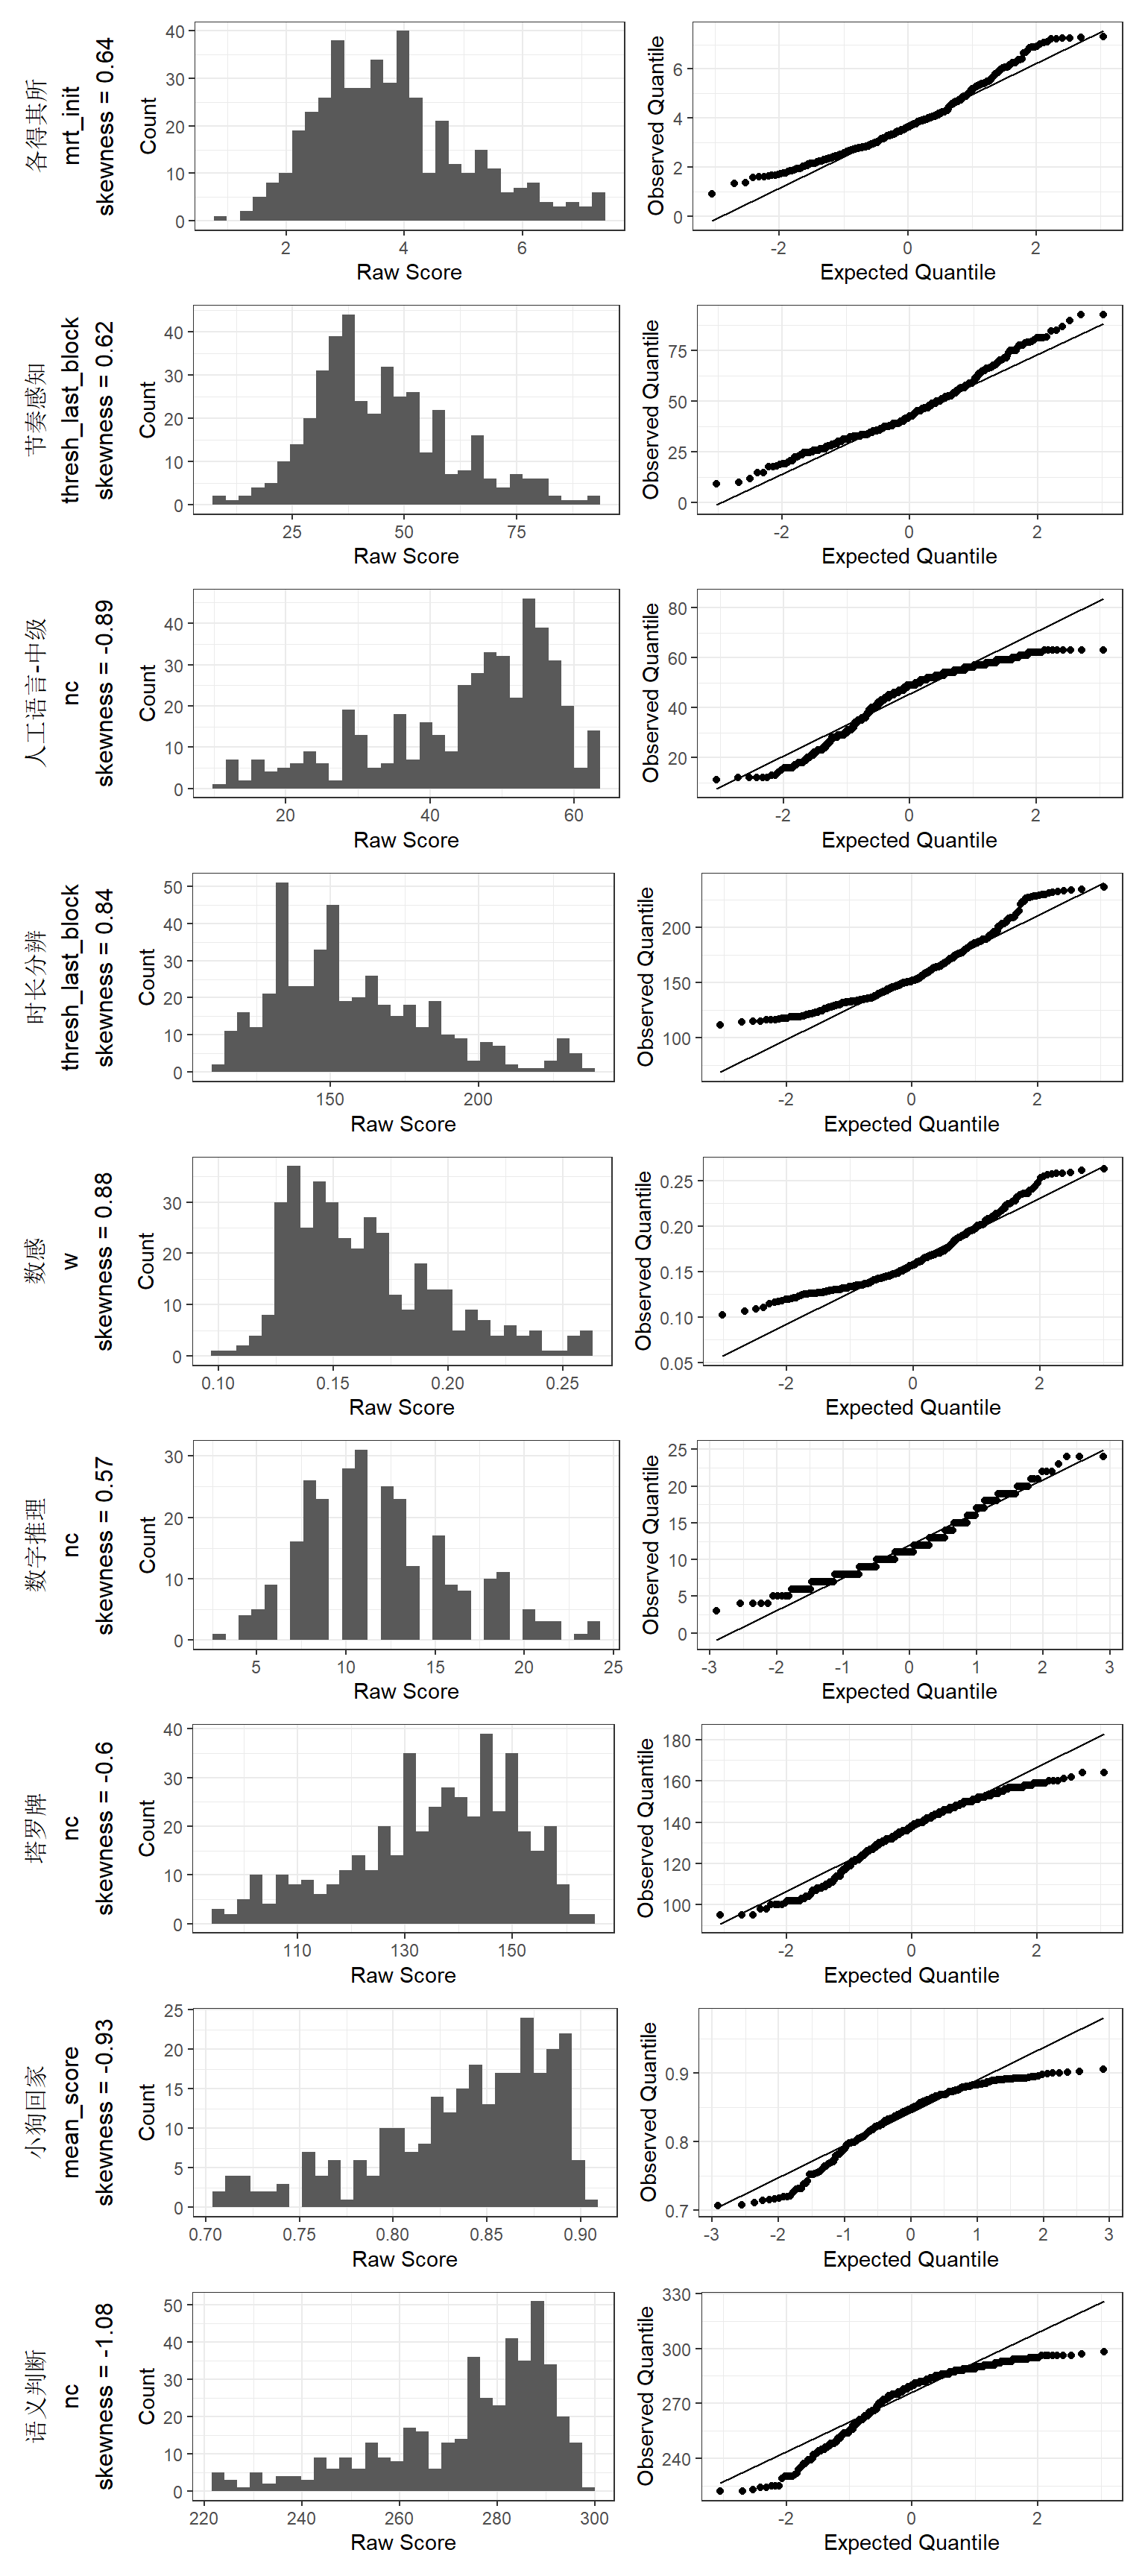 各得其所
mrt_init
skewness = 0.64
Count
40
30
20
10
0
2
4
6
Raw Score
Observed Quantile
6
4
2
0
-2
0
2
Expected Quantile
节奏感知
thresh_last_block
skewness = 0.62
Count
40
30
20
10
0
25
50
75
Raw Score
Observed Quantile
75
50
25
0
-2
0
2
Expected Quantile
人工语言-中级
nc
skewness = -0.89
Count
40
30
20
10
0
20
40
60
Raw Score
Observed Quantile
80
60
40
20
-2
0
2
Expected Quantile
时长分辨
thresh_last_block
skewness = 0.84
Count
50
40
30
20
10
0
150
200
Raw Score
Observed Quantile
200
150
100
-2
0
2
Expected Quantile
数感
w
skewness = 0.88
Count
30
20
10
0
0.10
0.15
0.20
0.25
Raw Score
Observed Quantile
0.25
0.20
0.15
0.10
0.05
-2
0
2
Expected Quantile
数字推理
nc
skewness = 0.57
Count
30
20
10
0
5
10
15
20
25
Raw Score
Observed Quantile
25
20
15
10
5
0
-3
-2
-1
0
1
2
3
Expected Quantile
塔罗牌
nc
skewness = -0.6
Count
40
30
20
10
0
110
130
150
Raw Score
Observed Quantile
180
160
140
120
100
-2
0
2
Expected Quantile
小狗回家
mean_score
skewness = -0.93
Count
25
20
15
10
5
0
0.70
0.75
0.80
0.85
0.90
Raw Score
Observed Quantile
0.9
0.8
0.7
-3
-2
-1
0
1
2
3
Expected Quantile
语义判断
nc
skewness = -1.08
Count
50
40
30
20
10
0
220
240
260
280
300
Raw Score
Observed Quantile
330
300
270
240
-2
0
2
Expected Quantile